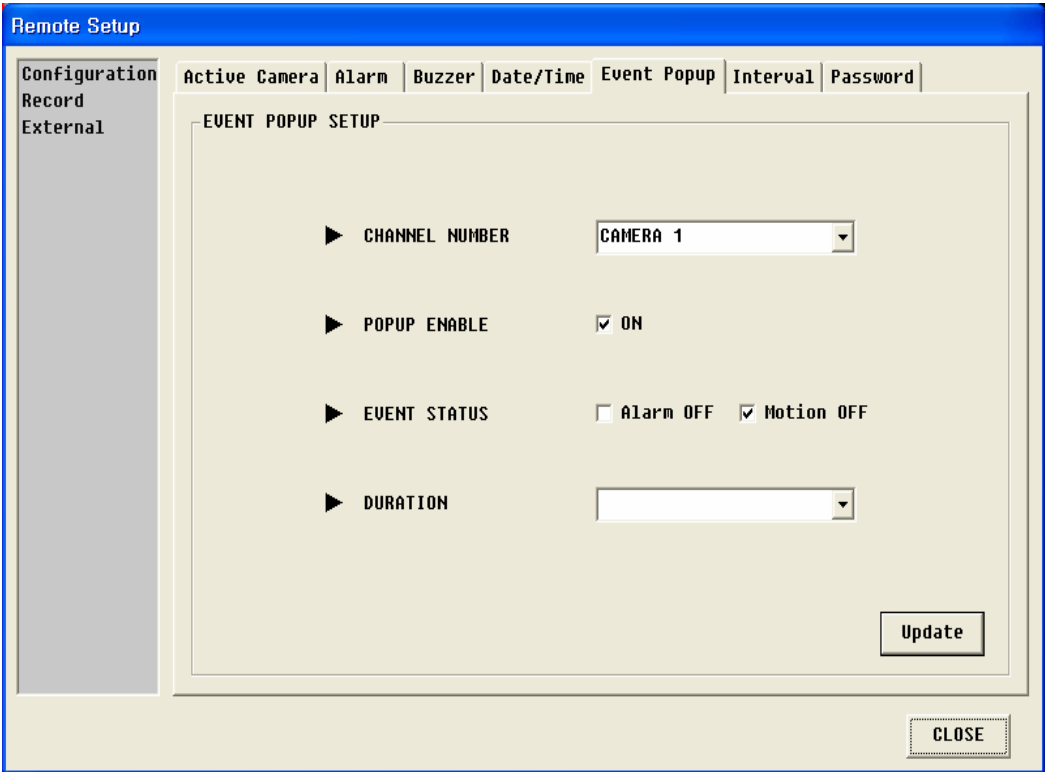 Remote Setup
Configuration
Record
External
Active Camera Alarm Buzzer Date/Time Event Popup Interval Password
EVENT POPUP SETUP
CHANNEL NUMBER CAMERA 1
POPUP ENABLE ON
EVENT STATUS Alarm OFF Motion OFF
DURATION
Update
CLOSE